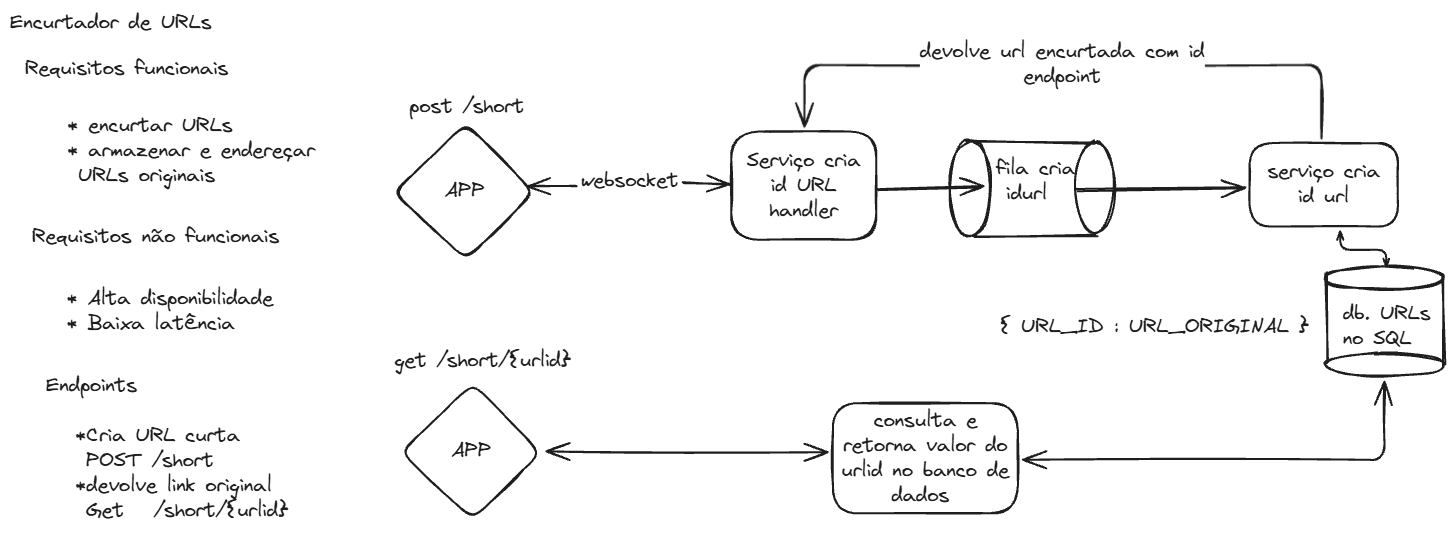 Encurtador de URLs
Requisitos funcionais
* encurtar URLs
* armazenar e endereçar
URLs originais
Requisitos não funcionais
* Alta disponibilidade
* Baixa latência
Endpoints
*Cria URL curta
POST /short
*devolve link original
Get /short/{urlid}
post /short
APP
websocket
Serviço cria
id URL
handler
fila cria
idurl
devolve url encurtada com id
endpoint
serviço cria
id url
{ URL_ID : URL_ORIGINAL }
db. URLs
no SQL
get /short/{urlid}
APP
consulta e
retorna valor do
urlid no banco de
dados